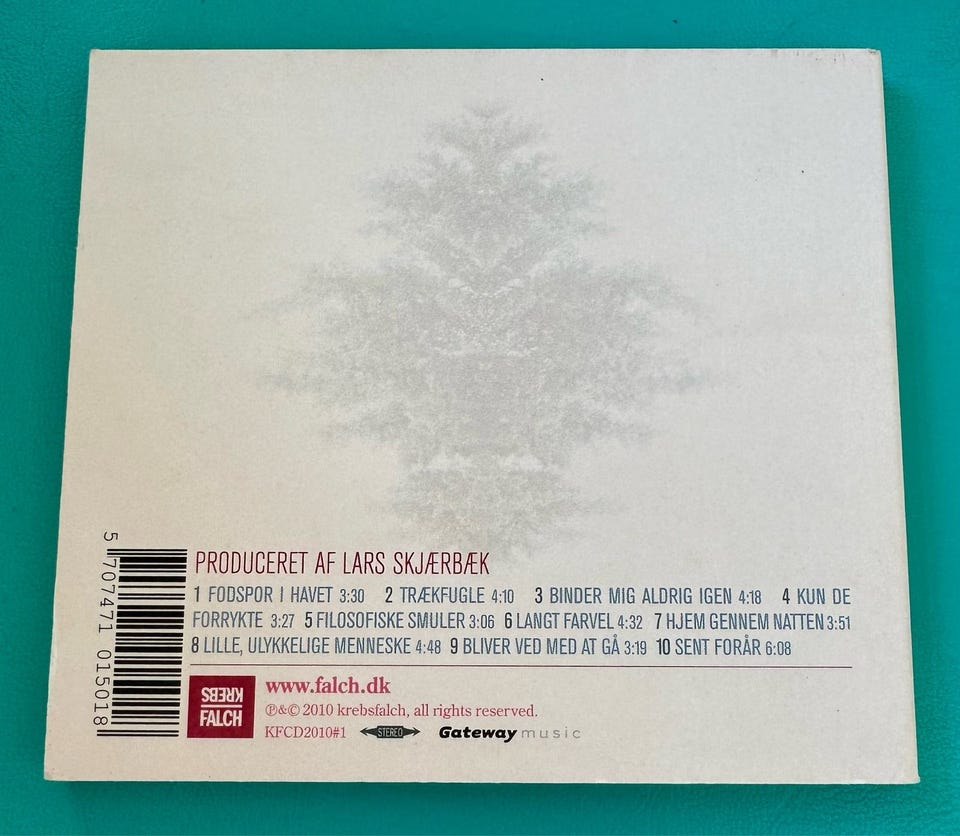 PRODUCERET AF LARS SKJÆRBÆK
1 FODSPOR I HAVET 3:30 2 TRÆKFUGLE 4:10 3 BINDER MIG ALDRIG IGEN 4:18 4 KUN DE
FORRYKTE 3:27 5 FILOSOFISKE SMULER 3:06 6 LANGT FARVEL 4:32 7 HJEM GENNEM NATTEN 3:51
8 LILLE, ULYKKELIGE MENNESKE 4:48 9 BLIVER VED MED AT GÅ 3:19 10 SENT FORÅR 6:08
KREBS
FALCH
www.falch.dk
℗&© 2010 krebsfalch, all rights reserved.
KFCD2010#1 STEREO Gateway music
5 707471 015018